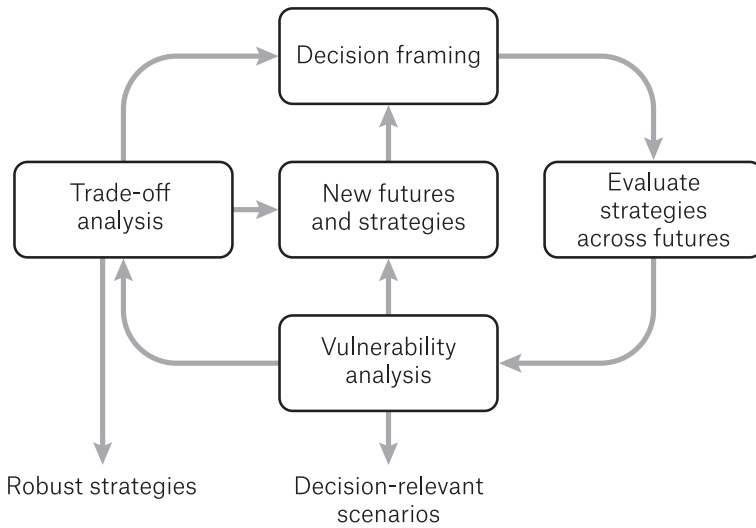 Decision framing
Trade-off
analysis
New futures
and strategies
Evaluate
strategies
across futures
Vulnerability
analysis
Robust strategies
Decision-relevant
scenarios